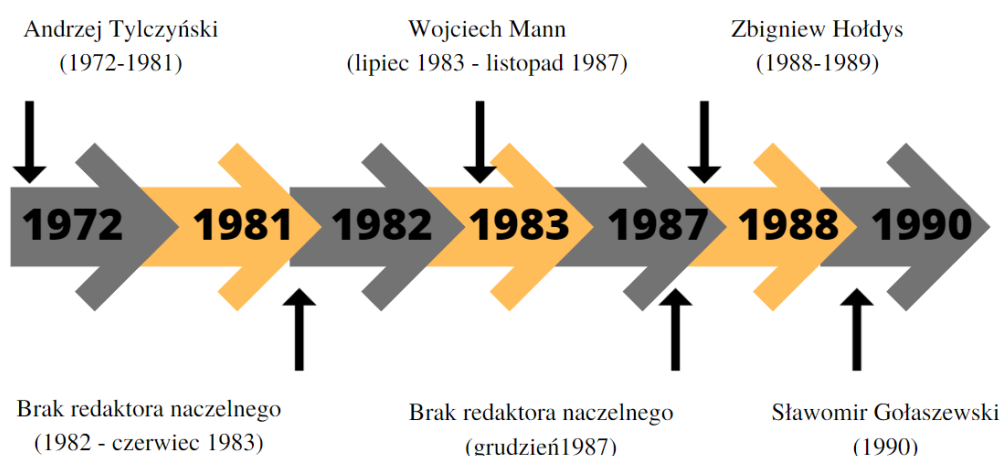 Andrzej Tylczyński
(1972-1981)
Wojciech Mann
(lipiec 1983 - listopad 1987)
Zbigniew Hołdys
(1988-1989)
1972
1981
1982
1983
1987
1988
1990
Brak redaktora naczelnego
(1982 - czerwiec 1983)
Brak redaktora naczelnego
(grudzień1987)
Sławomir Gołaszewski
(1990)